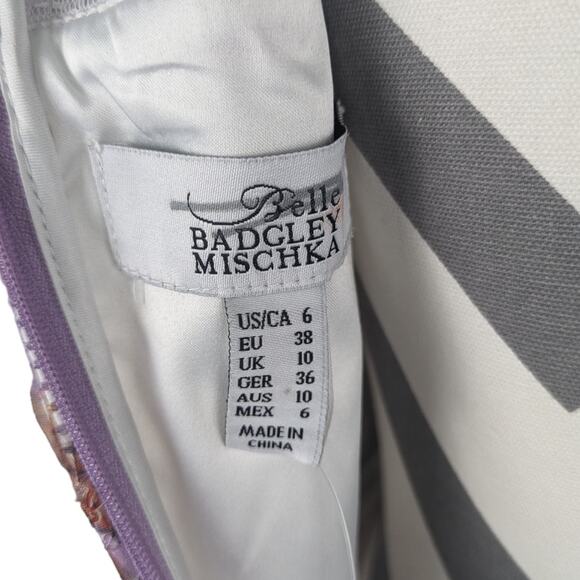 Belle
BADGLEY
MISCHKA
US/CA 6
EU 38
UK 10
GER 36
AUS 10
MEX 6
MADE IN
CHINA